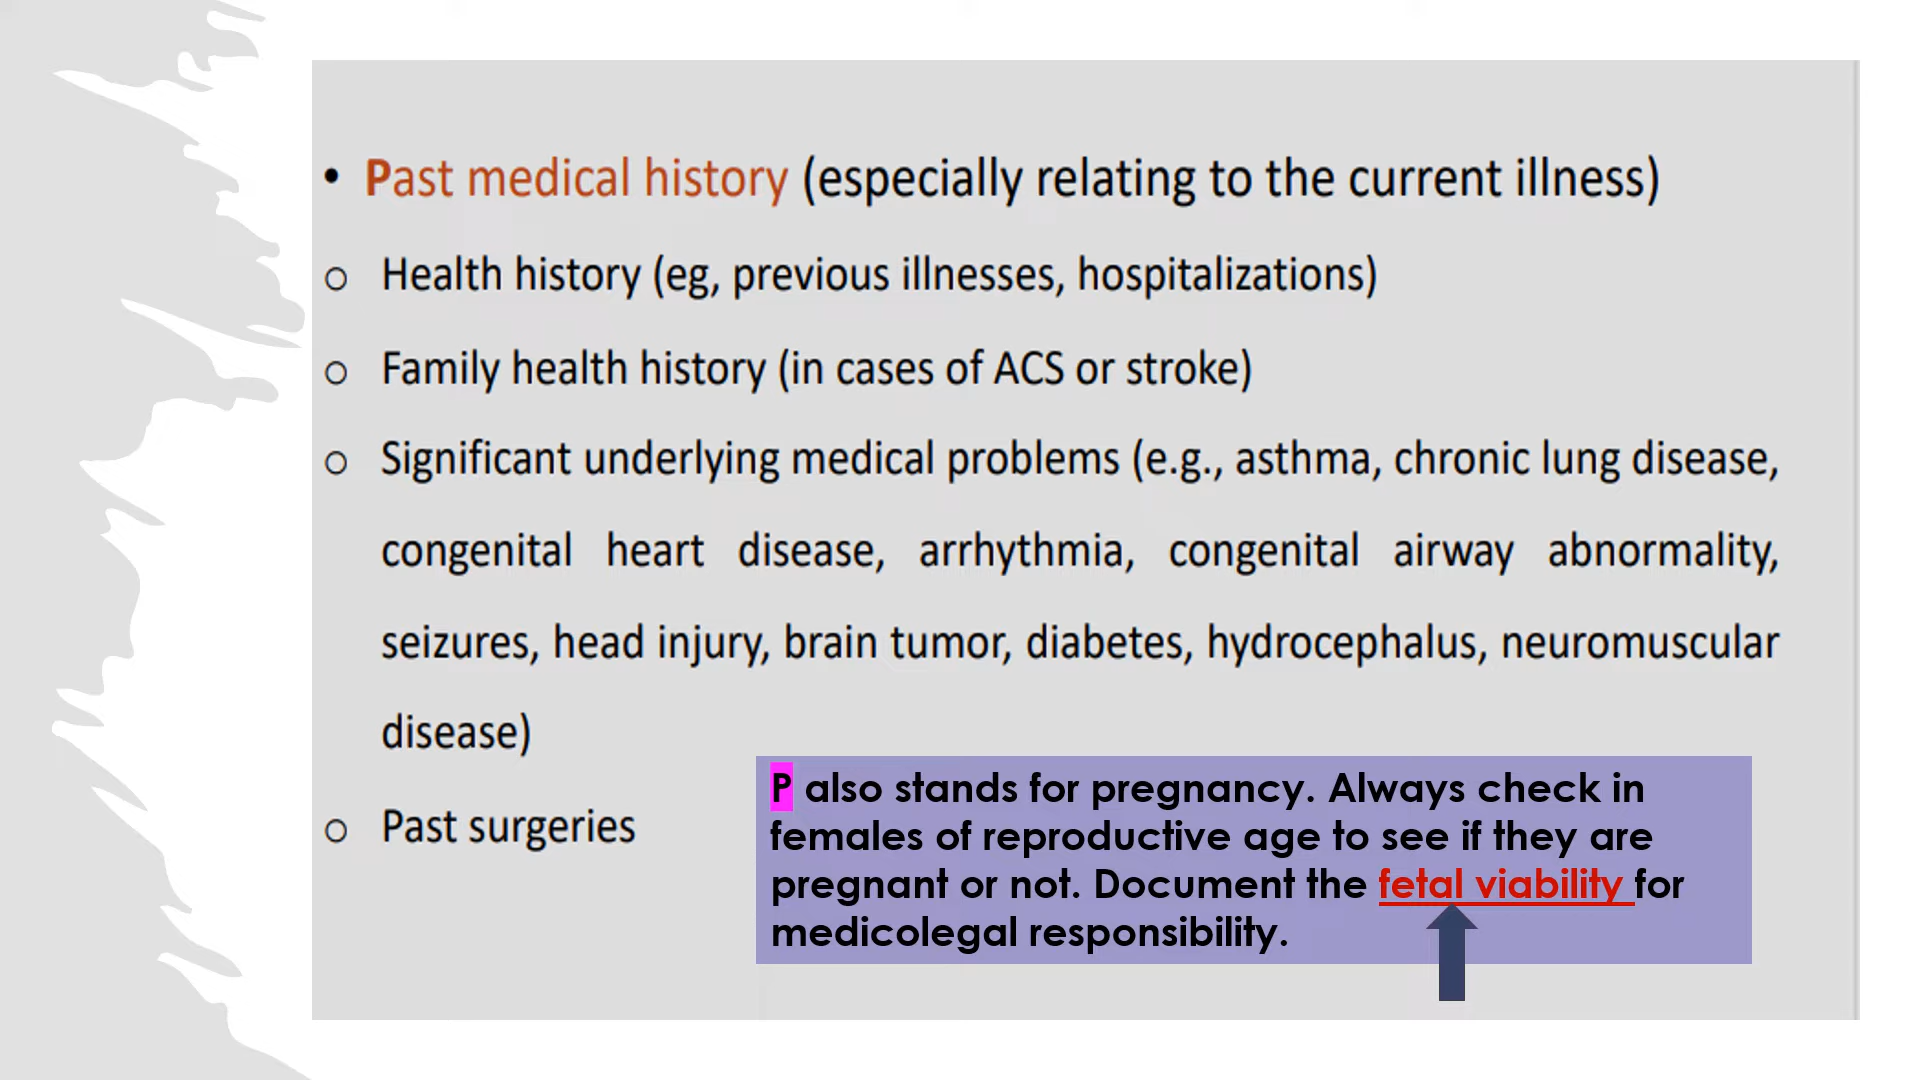 • Past medical history (especially relating to the current illness)
o Health history (eg, previous illnesses, hospitalizations)
o Family health history (in cases of ACS or stroke)
o Significant underlying medical problems (e.g., asthma, chronic lung disease,
congenital heart disease, arrhythmia, congenital airway abnormality,
seizures, head injury, brain tumor, diabetes, hydrocephalus, neuromuscular
disease)
o Past surgeries
P also stands for pregnancy. Always check in
females of reproductive age to see if they are
pregnant or not. Document the fetal viability for
medicolegal responsibility.